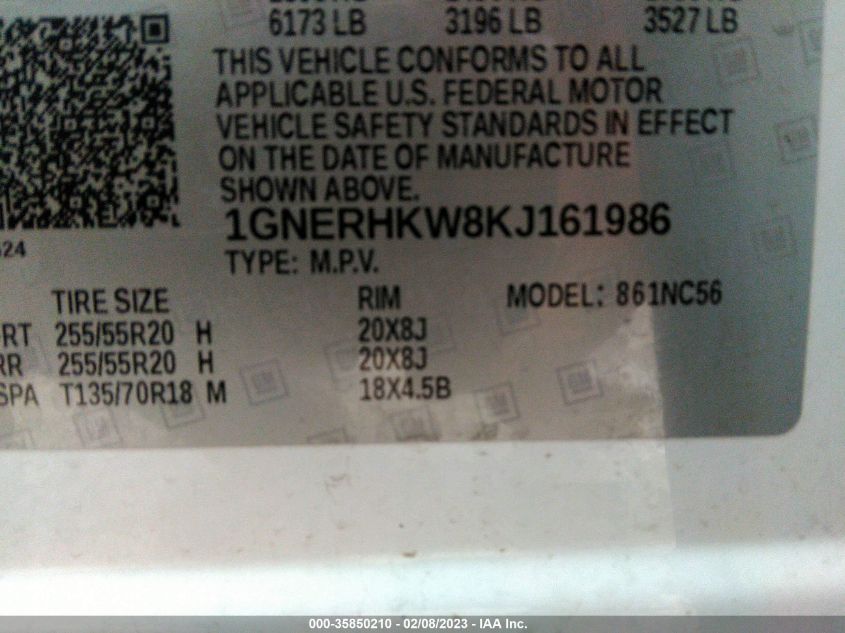 6173 LB 3196 LB 3527 LB
THIS VEHICLE CONFORMS TO ALL
APPLICABLE U.S. FEDERAL MOTOR
VEHICLE SAFETY STANDARDS IN EFFECT
ON THE DATE OF MANUFACTURE
SHOWN ABOVE.
1GNERHKW8KJ161986
TYPE: M.P.V.
TIRE SIZE RIM MODEL: 861NC56
RT 255/55R20 H 20X8J
RR 255/55R20 H 20X8J
SPA T135/70R18 M 18X4.5B
GM
000-35850210 - 02/08/2023 - IAA Inc.